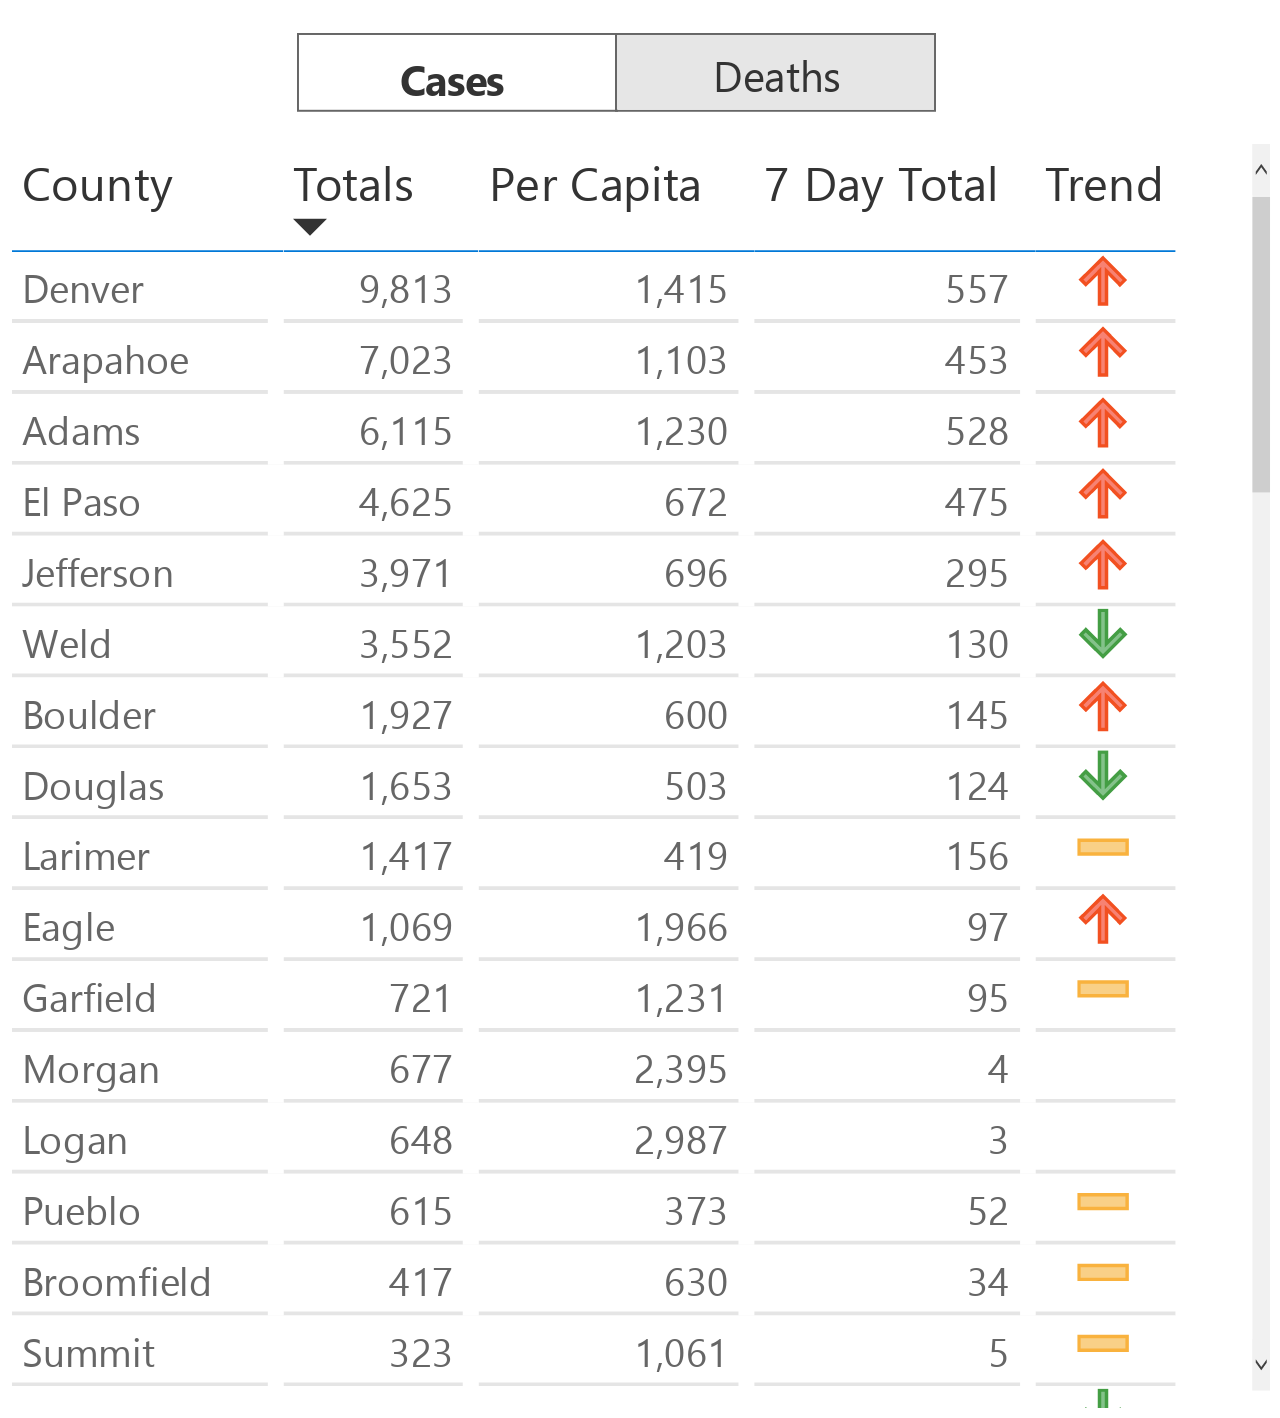 Cases Deaths
County Totals Per Capita 7 Day Total Trend
Denver 9,813 1,415 557
Arapahoe 7,023 1,103 453
Adams 6,115 1,230 528
El Paso 4,625 672 475
Jefferson 3,971 696 295
Weld 3,552 1,203 130
Boulder 1,927 600 145
Douglas 1,653 503 124
Larimer 1,417 419 156
Eagle 1,069 1,966 97
Garfield 721 1,231 95
Morgan 677 2,395 4
Logan 648 2,987 3
Pueblo 615 373 52
Broomfield 417 630 34
Summit 323 1,061 5